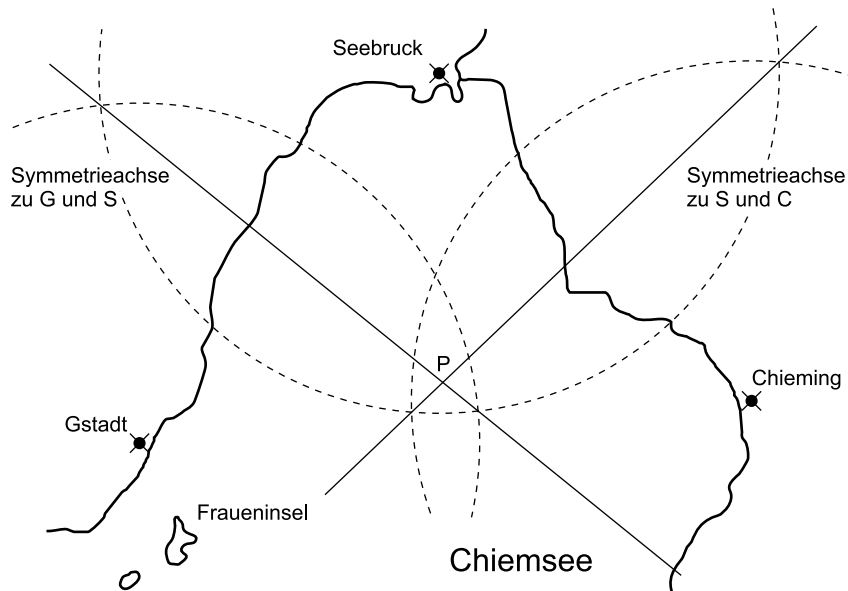 Seebruck
Symmetrieachse
zu G und S
Symmetrieachse
zu S und C
P
Chieming
Gstadt
Fraueninsel
Chiemsee